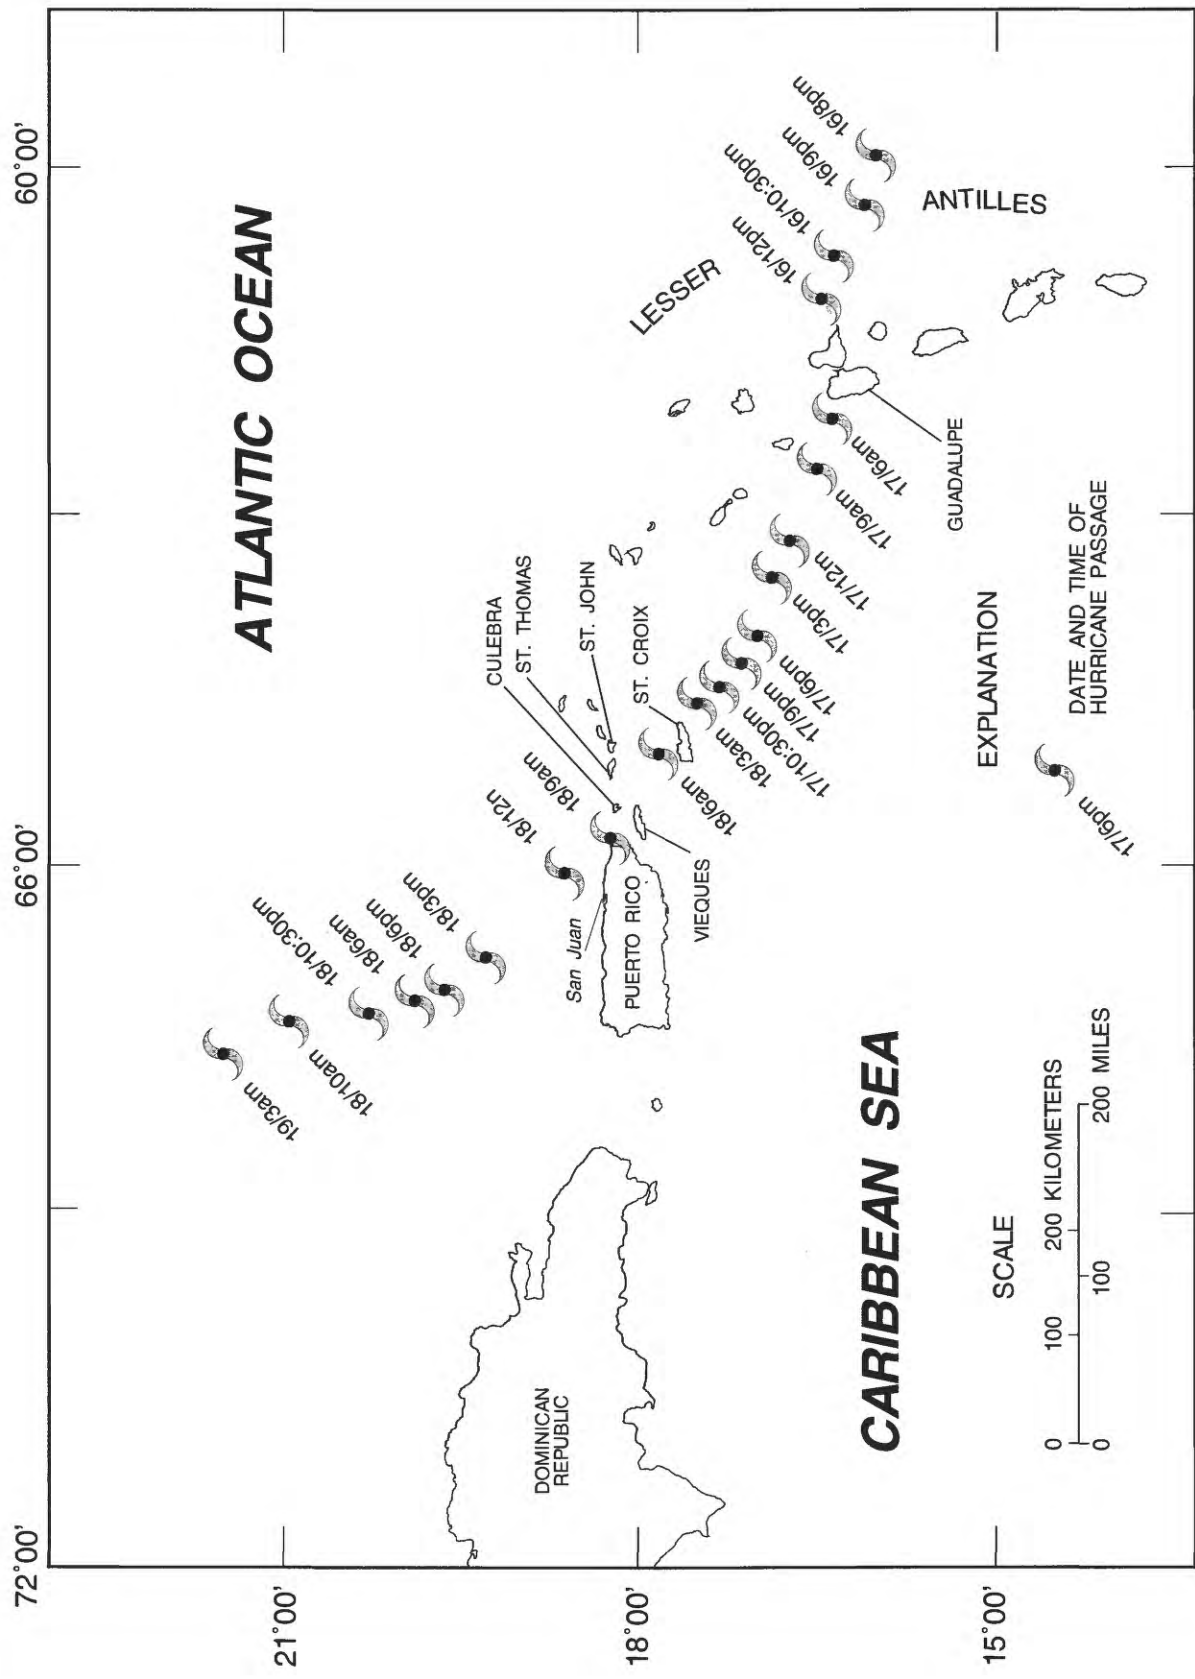 72°00'
66°00'
60°00'
21°00'
18°00'
15°00'
ATLANTIC OCEAN
19/3am
18/10am
18/10:30pm
18/6am
18/6pm
18/3pm
18/12n
18/9am
San Juan
CULEBRA
ST. THOMAS
ST. JOHN
ST. CROIX
DOMINICAN
REPUBLIC
PUERTO RICO
VIEQUES
18/6am
18/3am
17/10:30pm
17/9pm
17/6pm
17/3pm
17/12m
17/9am
17/6am
GUADALUPE
LESSER
ANTILLES
16/12pm
16/10:30pm
16/9pm
16/8pm
CARIBBEAN SEA
SCALE
0 100 200 KILOMETERS
0 100 200 MILES
EXPLANATION
17/6pm
DATE AND TIME OF
HURRICANE PASSAGE